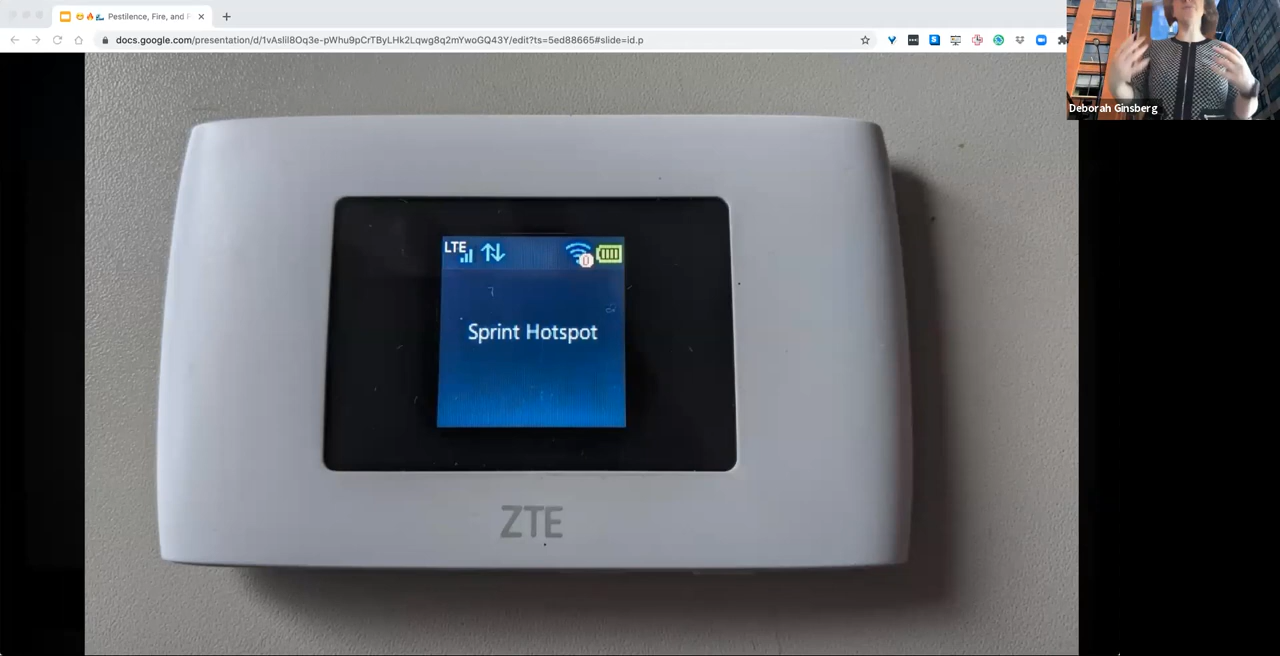 Pestilence, Fire, and F
docs.google.com/presentation/d/1vAslil8Oq3e-pWhu9pCrTByLHk2Lqwg8q2mYwoGQ43Y/edit?ts=5ed88665#slide=id.p
Deborah Ginsberg
LTE
0
Sprint Hotspot
ZTE